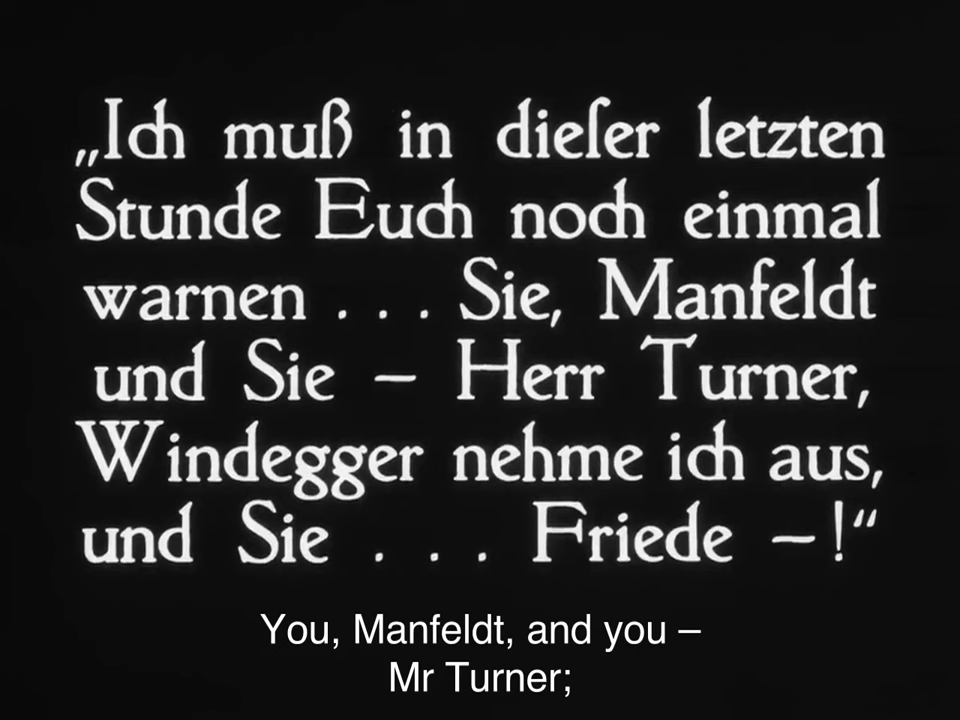 „Ich muß in dieſer letzten
Stunde Euch noch einmal
warnen . . . Sie, Manfeldt
und Sie – Herr Turner,
Windegger nehme ich aus,
und Sie . . . Friede – !“
You, Manfeldt, and you –
Mr Turner;